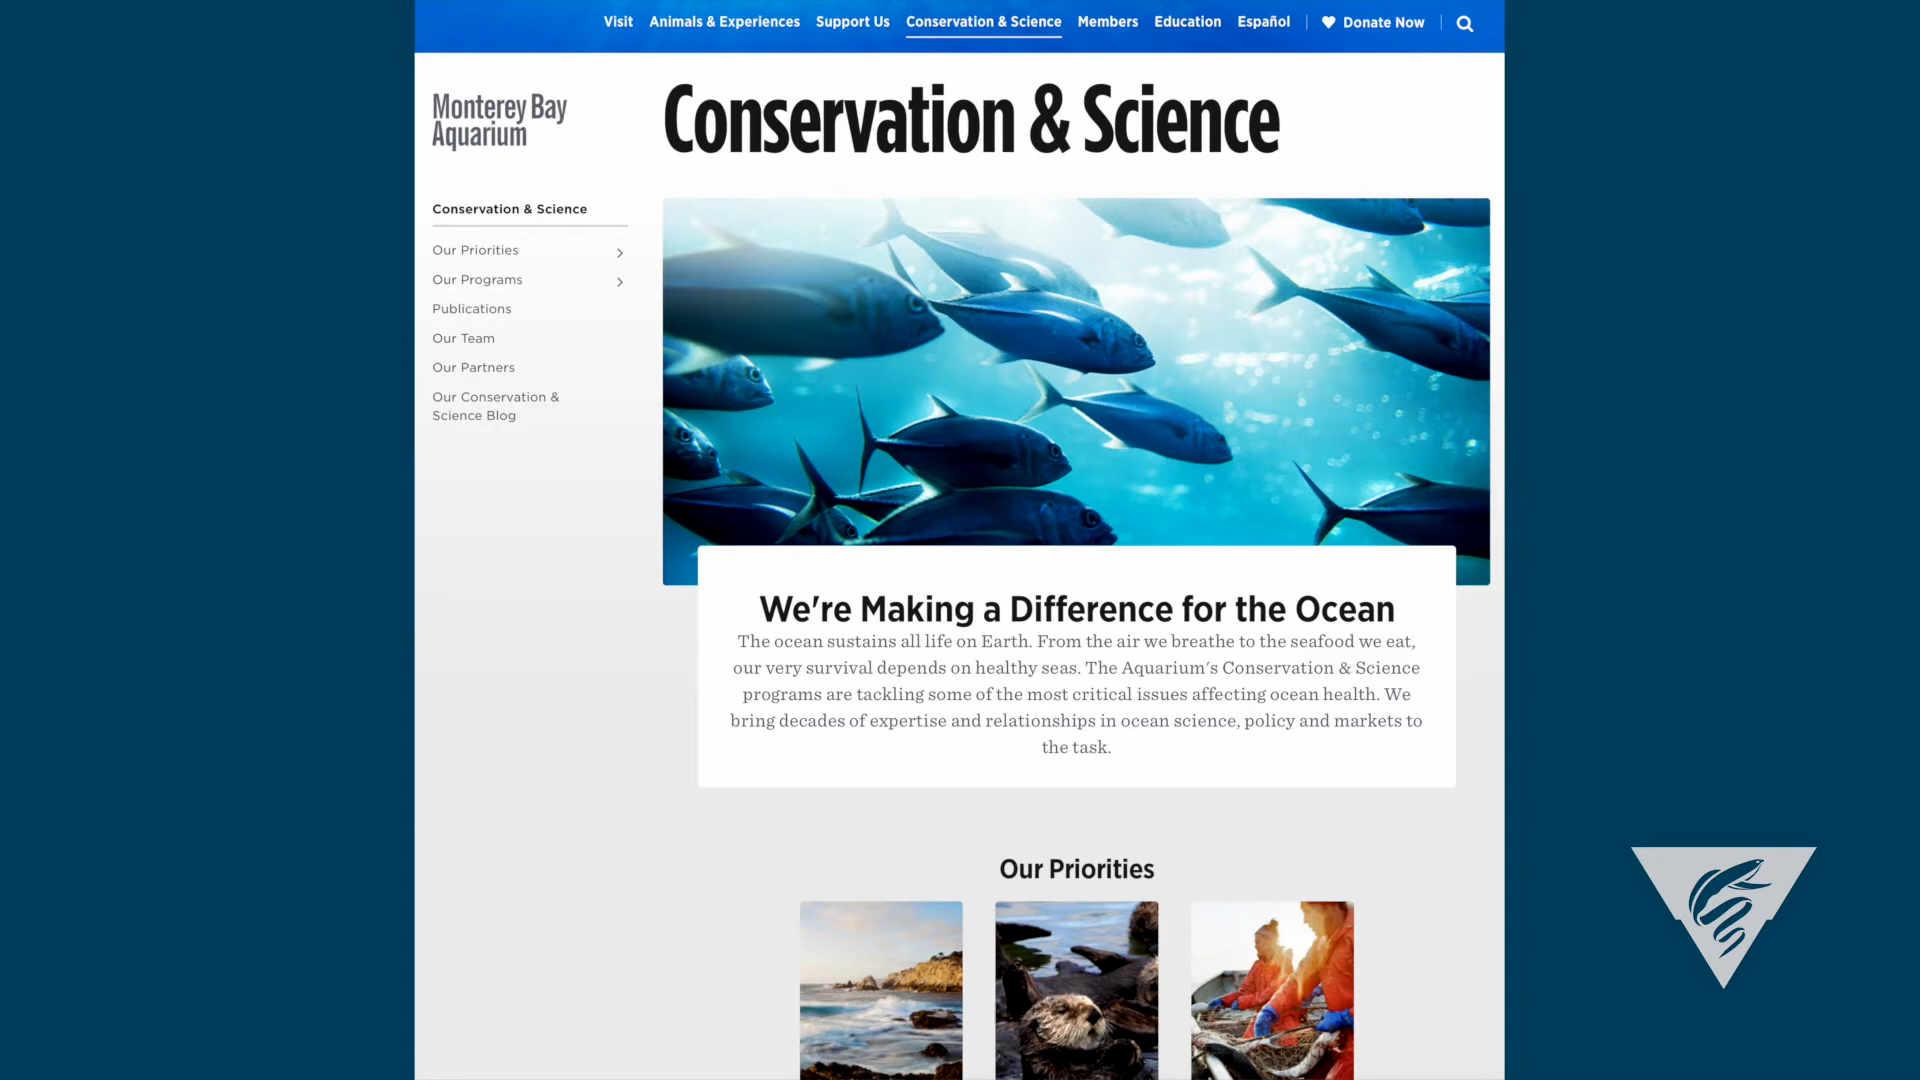 Visit Animals & Experiences Support Us Conservation & Science Members Education Español Donate Now
Monterey Bay
Aquarium
Conservation & Science
Conservation & Science
Our Priorities
Our Programs
Publications
Our Team
Our Partners
Our Conservation &
Science Blog
We're Making a Difference for the Ocean
The ocean sustains all life on Earth. From the air we breathe to the seafood we eat,
our very survival depends on healthy seas. The Aquarium's Conservation & Science
programs are tackling some of the most critical issues affecting ocean health. We
bring decades of expertise and relationships in ocean science, policy and markets to
the task.
Our Priorities